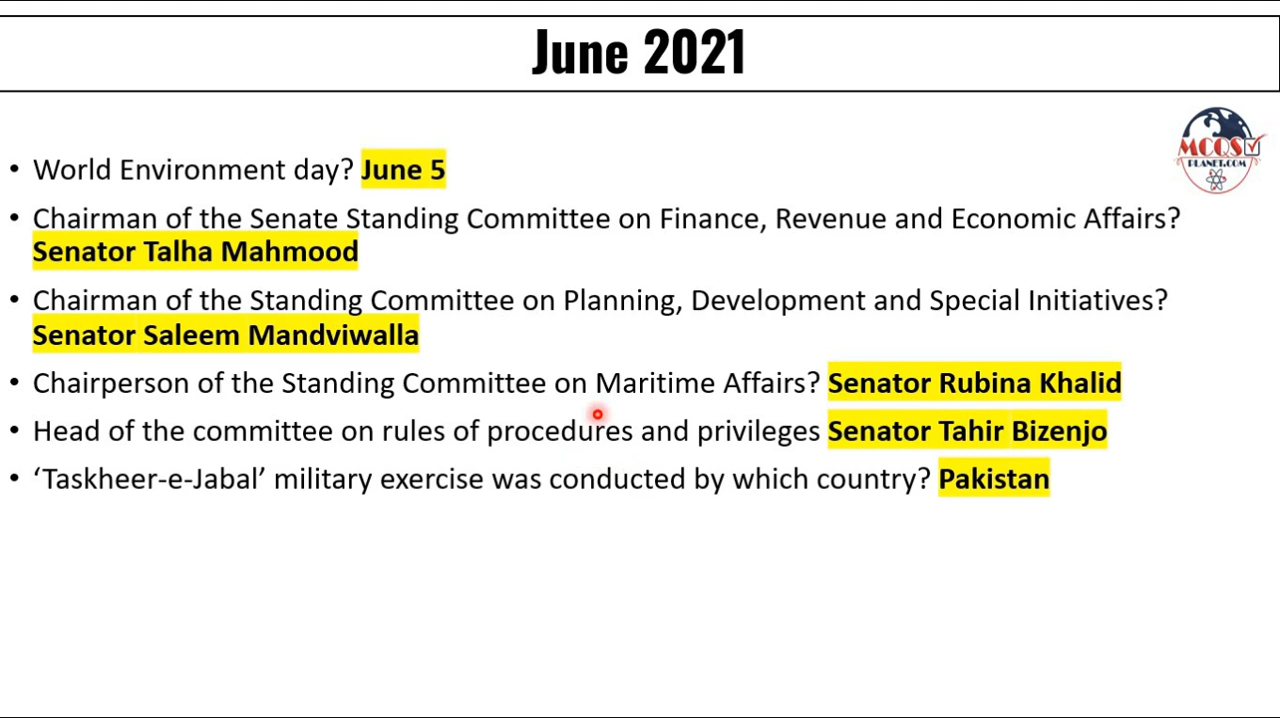 June 2021
MCQS
PLANET.COM
• World Environment day? June 5
• Chairman of the Senate Standing Committee on Finance, Revenue and Economic Affairs?
Senator Talha Mahmood
• Chairman of the Standing Committee on Planning, Development and Special Initiatives?
Senator Saleem Mandviwalla
• Chairperson of the Standing Committee on Maritime Affairs? Senator Rubina Khalid
• Head of the committee on rules of procedures and privileges Senator Tahir Bizenjo
• ‘Taskheer-e-Jabal’ military exercise was conducted by which country? Pakistan